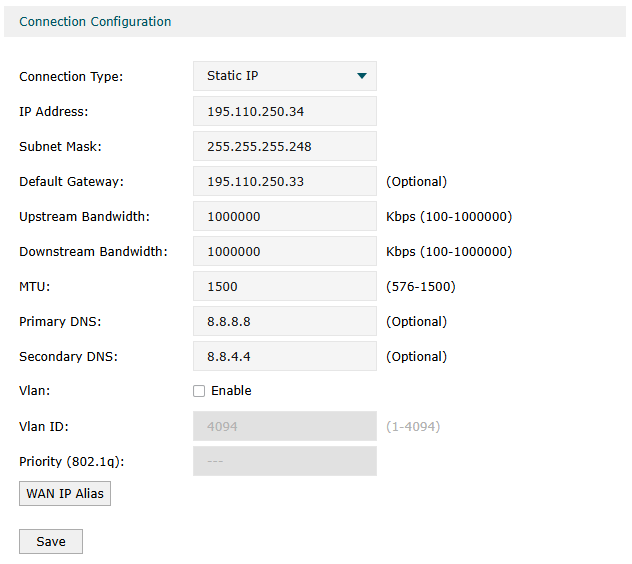 Connection Configuration
Connection Type: Static IP
IP Address: 195.110.250.34
Subnet Mask: 255.255.255.248
Default Gateway: 195.110.250.33 (Optional)
Upstream Bandwidth: 1000000 Kbps (100-1000000)
Downstream Bandwidth: 1000000 Kbps (100-1000000)
MTU: 1500 (576-1500)
Primary DNS: 8.8.8.8 (Optional)
Secondary DNS: 8.8.4.4 (Optional)
Vlan: Enable
Vlan ID: 4094 (1-4094)
Priority (802.1q): ---
WAN IP Alias
Save